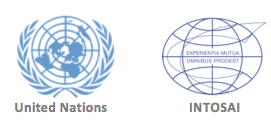 EXPERIENTIA MUTUA
OMNIBUS PRODEST
United Nations
INTOSAI